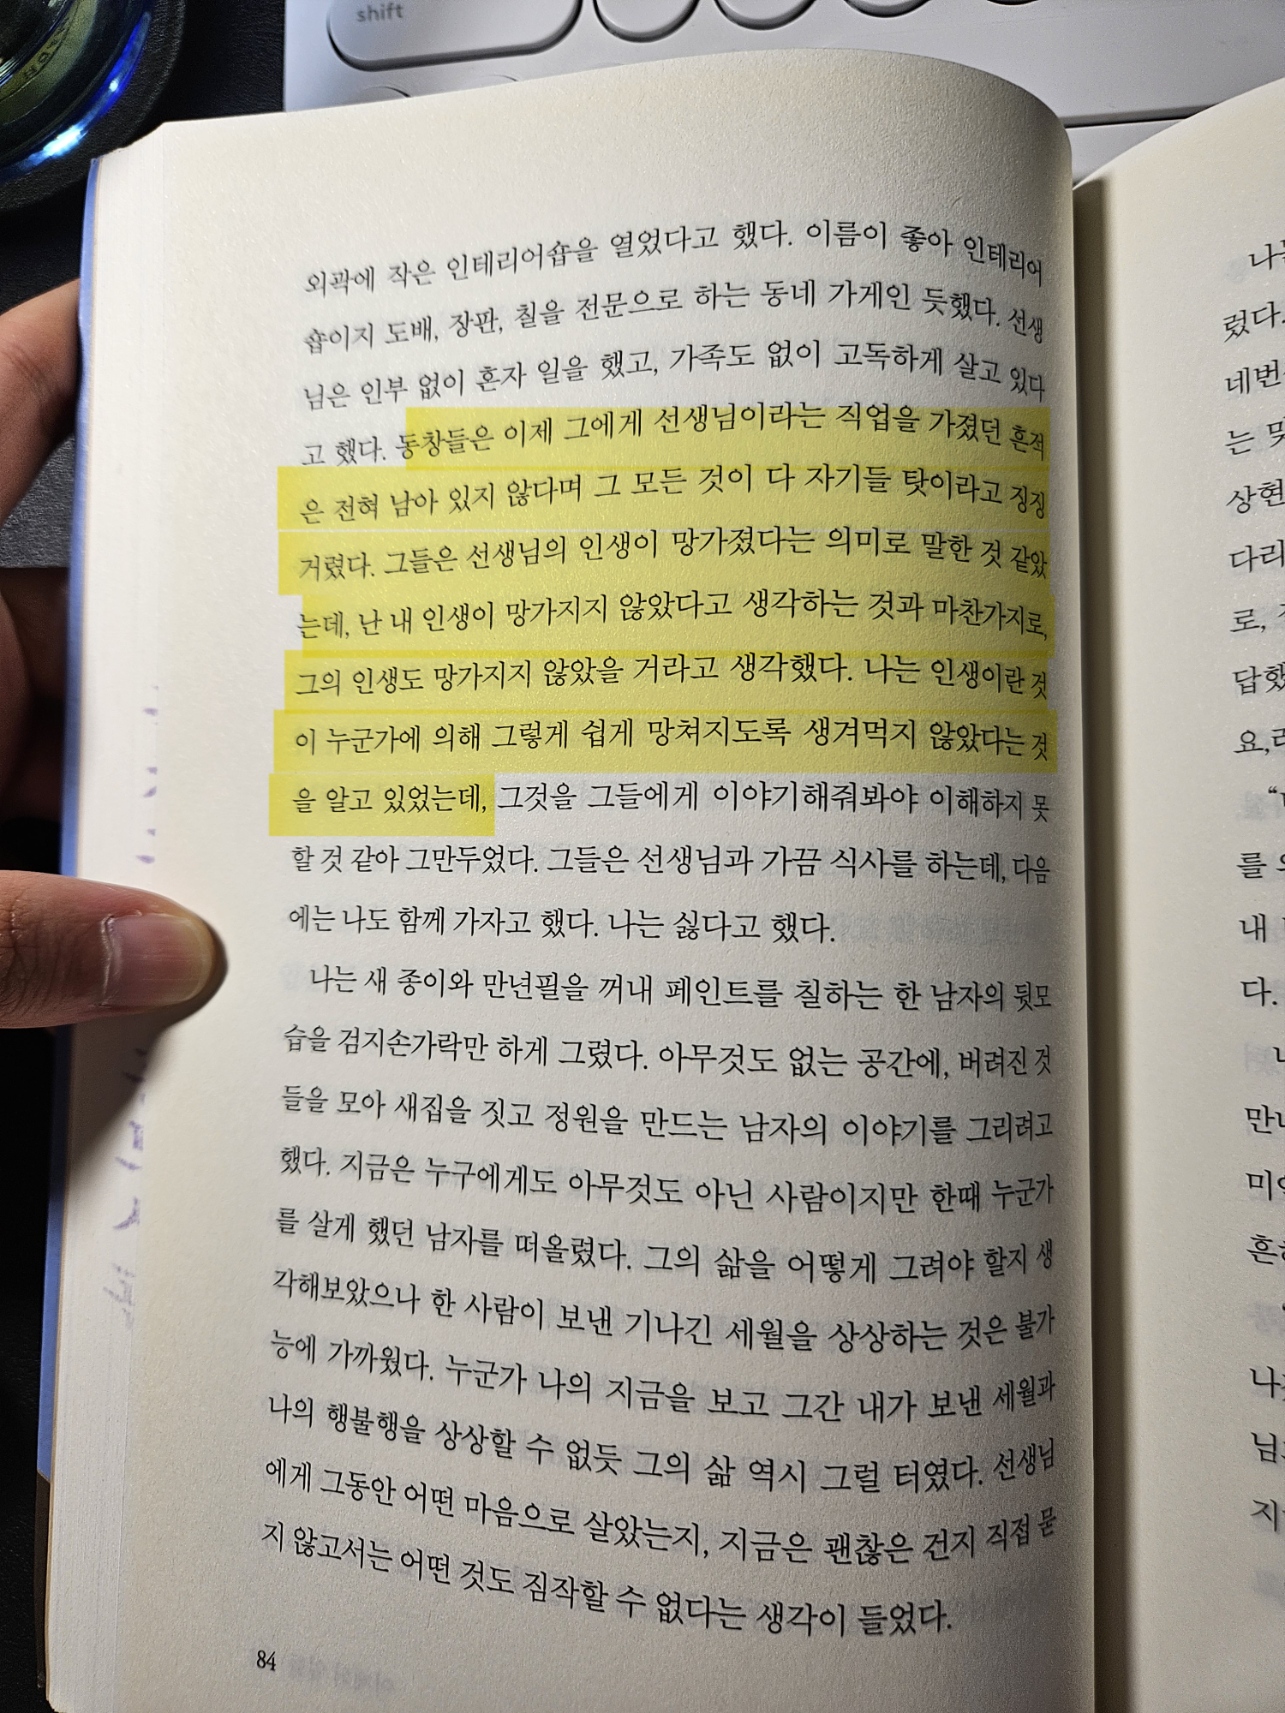 shift
외곽에 작은 인테리어숍을 열었다고 했다. 이름이 좋아 인테리어
숍이지 도배, 장판, 칠을 전문으로 하는 동네 가게인 듯했다. 선생
님은 인부 없이 혼자 일을 했고, 가족도 없이 고독하게 살고 있다
고 했다. 동창들은 이제 그에게 선생님이라는 직업을 가졌던 흔적
은 전혀 남아 있지 않다며 그 모든 것이 다 자기들 탓이라고 징징
거렸다. 그들은 선생님의 인생이 망가졌다는 의미로 말한 것 같았
는데, 난 내 인생이 망가지지 않았다고 생각하는 것과 마찬가지로,
그의 인생도 망가지지 않았을 거라고 생각했다. 나는 인생이란 것
이 누군가에 의해 그렇게 쉽게 망쳐지도록 생겨먹지 않았다는 것
을 알고 있었는데, 그것을 그들에게 이야기해줘봐야 이해하지 못
할 것 같아 그만두었다. 그들은 선생님과 가끔 식사를 하는데, 다음
에는 나도 함께 가자고 했다. 나는 싫다고 했다.
나는 새 종이와 만년필을 꺼내 페인트를 칠하는 한 남자의 뒷모
습을 검지손가락만 하게 그렸다. 아무것도 없는 공간에, 버려진 것
들을 모아 새집을 짓고 정원을 만드는 남자의 이야기를 그리려고
했다. 지금은 누구에게도 아무것도 아닌 사람이지만 한때 누군가
를 살게 했던 남자를 떠올렸다. 그의 삶을 어떻게 그려야 할지 생
각해보았으나 한 사람이 보낸 기나긴 세월을 상상하는 것은 불가
능에 가까웠다. 누군가 나의 지금을 보고 그간 내가 보낸 세월과
나의 행불행을 상상할 수 없듯 그의 삶 역시 그럴 터였다. 선생님
에게 그동안 어떤 마음으로 살았는지, 지금은 괜찮은 건지 직접 묻
지 않고서는 어떤 것도 짐작할 수 없다는 생각이 들었다.
84
렀다
네번
는 맞
상현
다리
로,
답했
요,
를
내
다.
만나